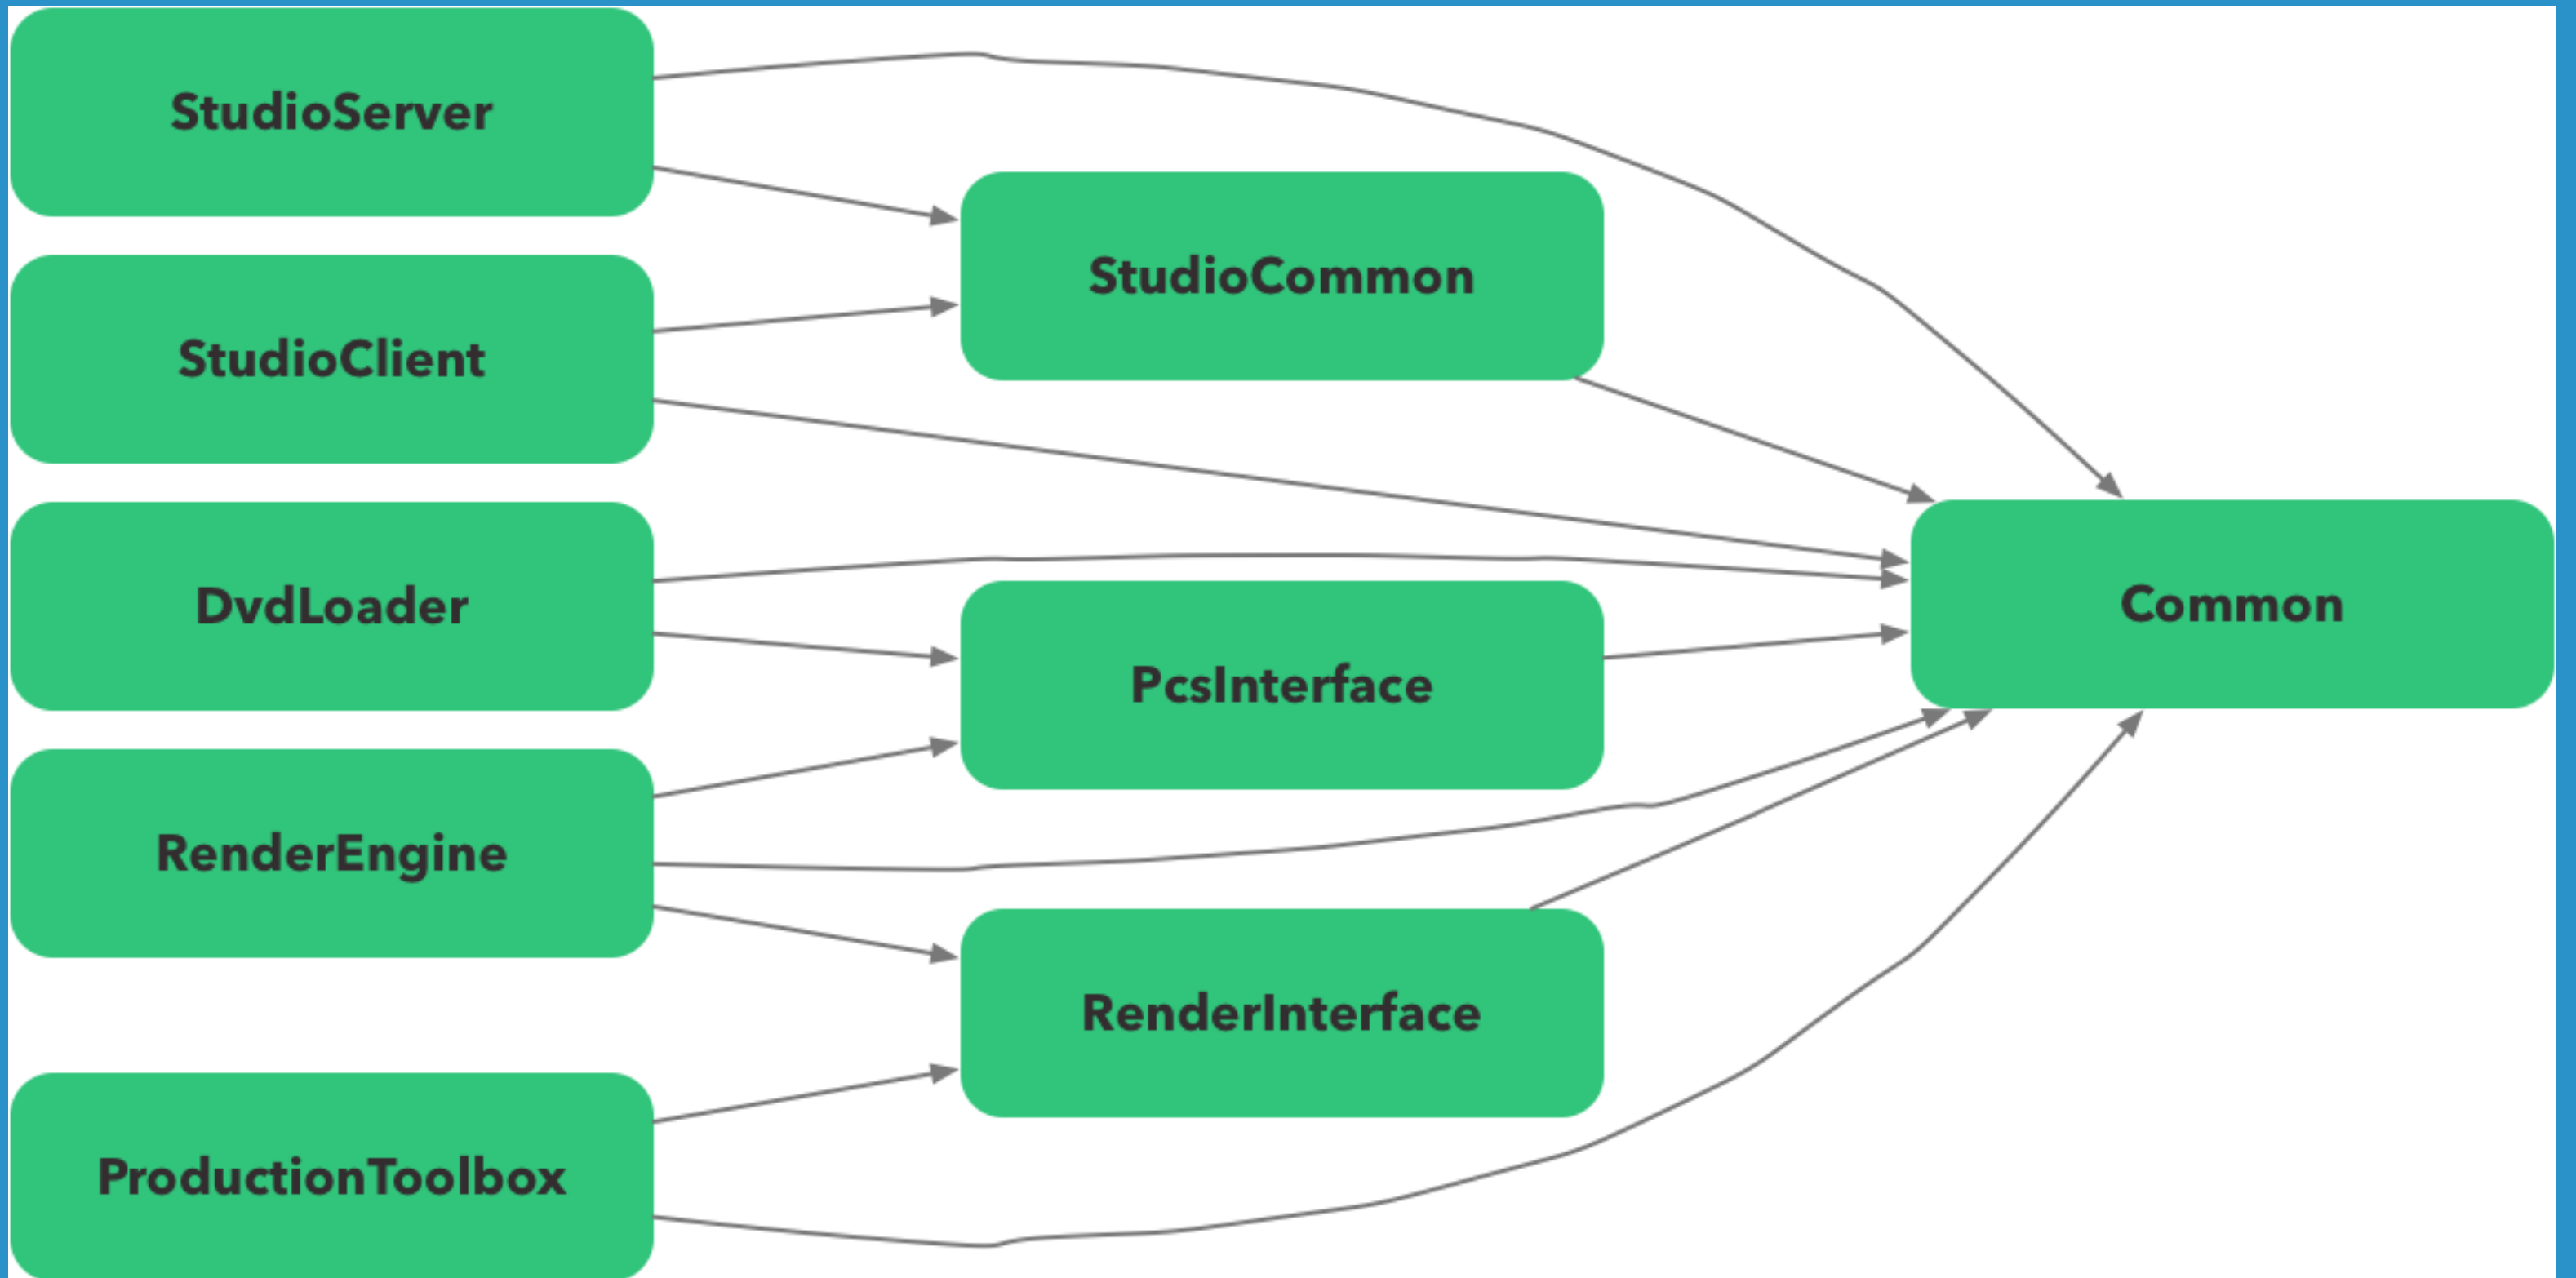 StudioServer
StudioCommon
StudioClient
DvdLoader
Common
PcsInterface
RenderEngine
RenderInterface
ProductionToolbox